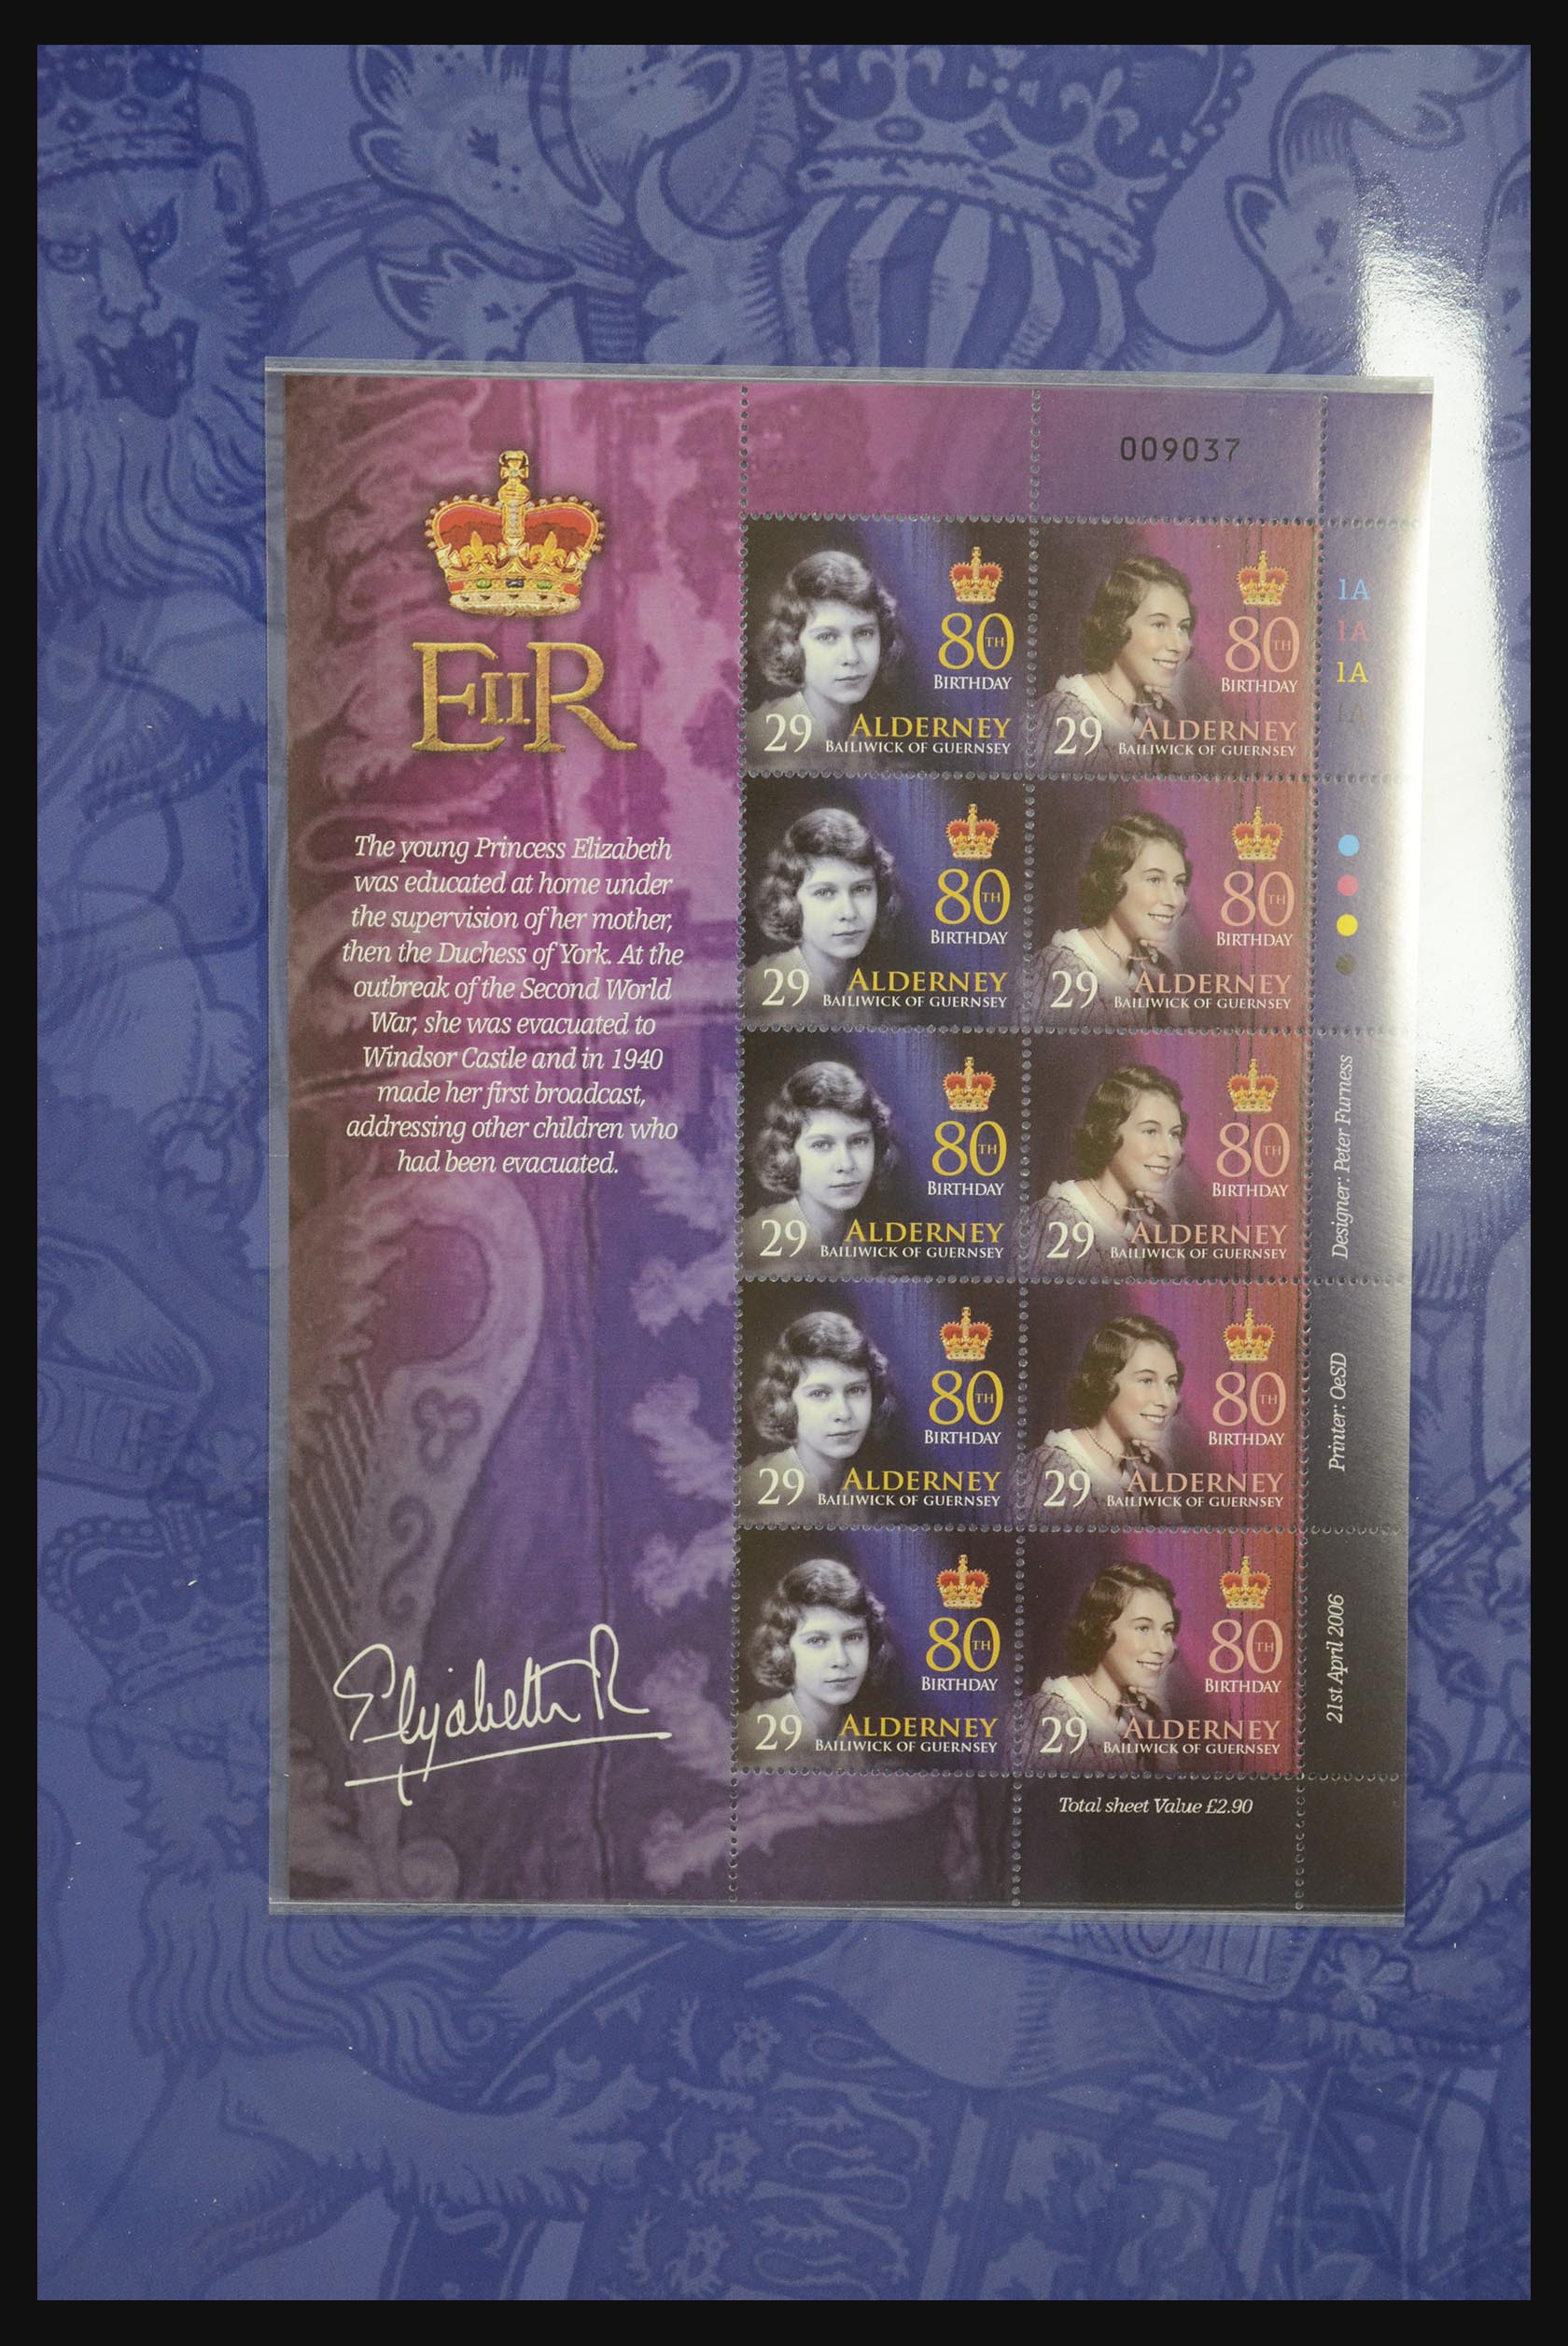 009037
EIIR
The young Princess Elizabeth
was educated at home under
the supervision of her mother,
then the Duchess of York. At the
outbreak of the Second World
War, she was evacuated to
Windsor Castle and in 1940
made her first broadcast,
addressing other children who
had been evacuated.
Elizabeth R
80TH
BIRTHDAY
29 ALDERNEY
BAILIWICK OF GUERNSEY
80TH
BIRTHDAY
29 ALDERNEY
BAILIWICK OF GUERNSEY
80TH
BIRTHDAY
29 ALDERNEY
BAILIWICK OF GUERNSEY
80TH
BIRTHDAY
29 ALDERNEY
BAILIWICK OF GUERNSEY
80TH
BIRTHDAY
29 ALDERNEY
BAILIWICK OF GUERNSEY
80TH
BIRTHDAY
29 ALDERNEY
BAILIWICK OF GUERNSEY
80TH
BIRTHDAY
29 ALDERNEY
BAILIWICK OF GUERNSEY
80TH
BIRTHDAY
29 ALDERNEY
BAILIWICK OF GUERNSEY
80TH
BIRTHDAY
29 ALDERNEY
BAILIWICK OF GUERNSEY
80TH
BIRTHDAY
29 ALDERNEY
BAILIWICK OF GUERNSEY
1A
1A
1A
1A
Designer: Peter Furness
Printer: OeSD
21st April 2006
Total sheet Value £2.90